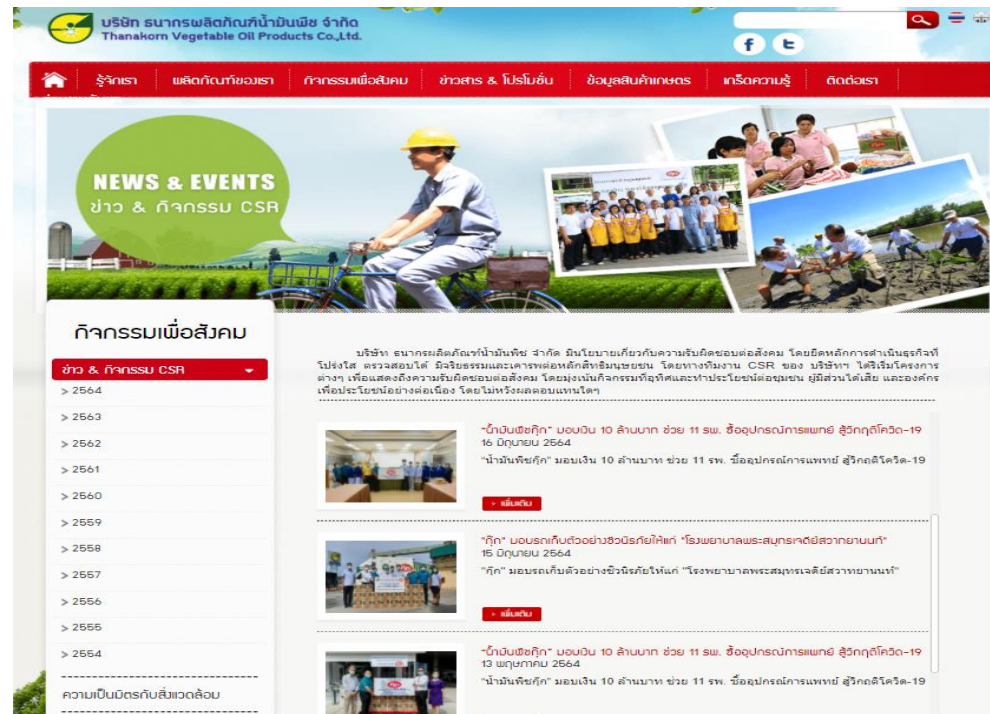 บริษัท ธนากรผลิตภัณฑ์น้ำมันพืช จำกัด
Thanakorn Vegetable Oil Products Co.,Ltd.
รู้จักเรา
ผลิตภัณฑ์ของเรา
กิจกรรมเพื่อสังคม
ข่าวสาร & โปรโมชั่น
ข้อมูลสินค้าเกษตร
เกร็ดความรู้
ติดต่อเรา
NEWS & EVENTS
ข่าว & กิจกรรม CSR
กิจกรรมเพื่อสังคม
ข่าว & กิจกรรม CSR
> 2564
> 2563
> 2562
> 2561
> 2560
> 2559
> 2558
> 2557
> 2556
> 2555
> 2554
ความเป็นมิตรกับสิ่งแวดล้อม
บริษัท ธนากรผลิตภัณฑ์น้ำมันพืช จำกัด มีนโยบายเกี่ยวกับความรับผิดชอบต่อสังคม โดยยึดหลักการดำเนินธุรกิจที่
โปร่งใส ตรวจสอบได้ มีจริยธรรมและเคารพต่อหลักสิทธิมนุษยชน โดยทางทีมงาน CSR ของ บริษัทฯ ได้ริเริ่มโครงการ
ต่างๆ เพื่อแสดงถึงความรับผิดชอบต่อสังคม โดยมุ่งเน้นกิจกรรมที่อุทิศและทำประโยชน์ต่อชุมชน ผู้มีส่วนได้เสีย และองค์กร
เพื่อประโยชน์อย่างต่อเนื่อง โดยไม่หวังผลตอบแทนใดๆ
"น้ำมันพืชกุ๊ก" มอบเงิน 10 ล้านบาท ช่วย 11 รพ. ซื้ออุปกรณ์การแพทย์ สู้วิกฤติโควิด-19
16 มิถุนายน 2564
"น้ำมันพืชกุ๊ก" มอบเงิน 10 ล้านบาท ช่วย 11 รพ. ซื้ออุปกรณ์การแพทย์ สู้วิกฤติโควิด-19
เพิ่มเติม
"กุ๊ก" มอบรถเก็บตัวอย่างชีวนิรภัยให้แก่ "โรงพยาบาลพระสมุทรเจดีย์สวาทยานนท์"
15 มิถุนายน 2564
"กุ๊ก" มอบรถเก็บตัวอย่างชีวนิรภัยให้แก่ "โรงพยาบาลพระสมุทรเจดีย์สวาทยานนท์"
เพิ่มเติม
"น้ำมันพืชกุ๊ก" มอบเงิน 10 ล้านบาท ช่วย 11 รพ. ซื้ออุปกรณ์การแพทย์ สู้วิกฤติโควิด-19
13 พฤษภาคม 2564
"น้ำมันพืชกุ๊ก" มอบเงิน 10 ล้านบาท ช่วย 11 รพ. ซื้ออุปกรณ์การแพทย์ สู้วิกฤติโควิด-19